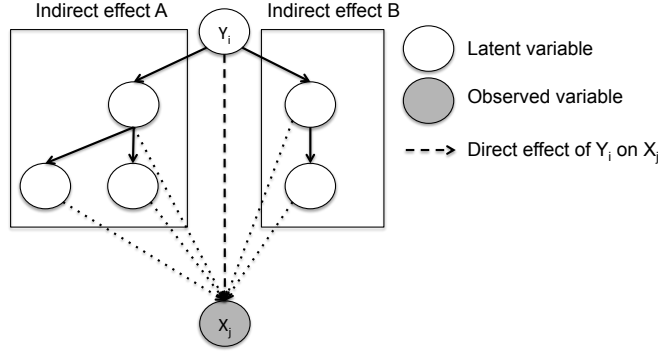 Indirect effect A
Indirect effect B
Yi
Latent variable
Observed variable
Direct effect of Yi on Xj
Xj